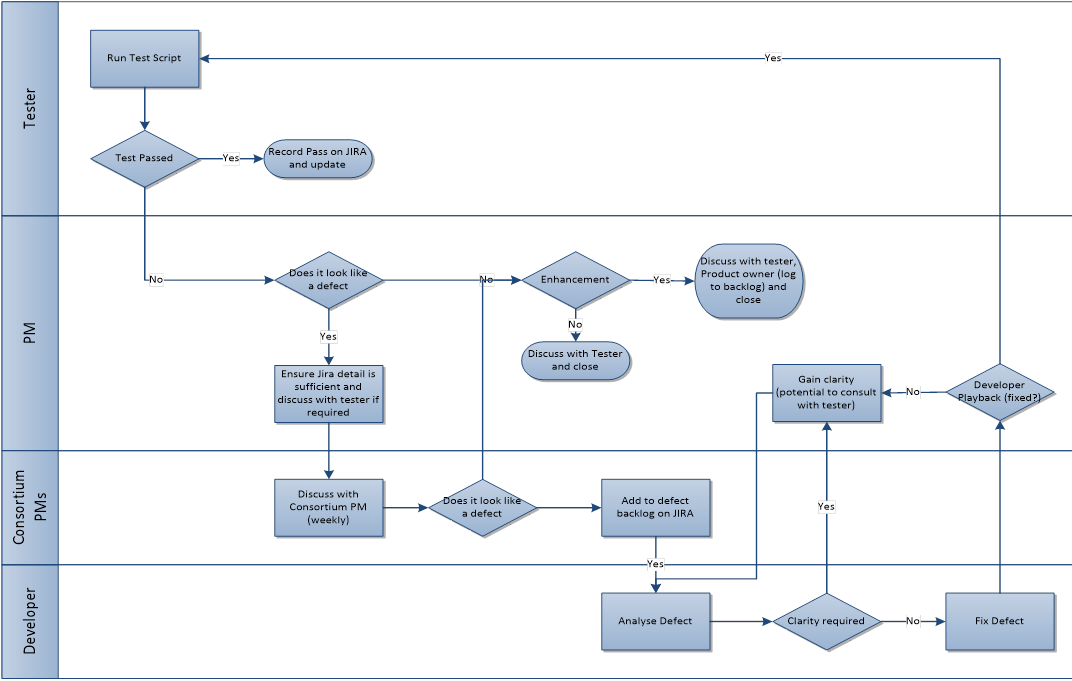 Tester
Run Test Script
Yes
Test Passed
Yes
Record Pass on JIRA
and update
PM
No
Does it look like
a defect
No
Enhancement
Yes
Discuss with tester,
Product owner (log
to backlog) and
close
Yes
No
Discuss with Tester
and close
Ensure Jira detail is
sufficient and
discuss with tester if
required
Gain clarity
(potential to consult
with tester)
No
Developer
Playback (fixed?)
Consortium
PMs
Discuss with
Consortium PM
(weekly)
Does it look like
a defect
Add to defect
backlog on JIRA
Yes
Yes
Developer
Analyse Defect
Clarity required
No
Fix Defect